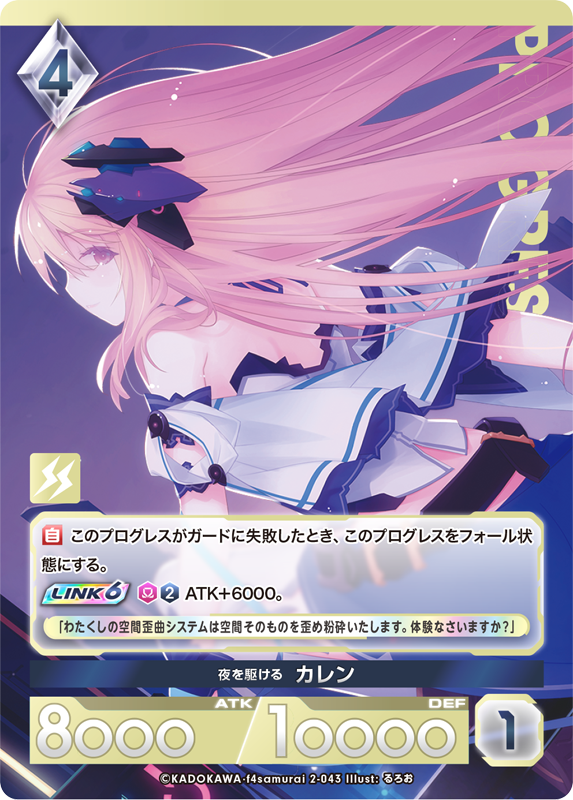 4
PROGRESS
自 このプログレスがガードに失敗したとき、このプログレスをフォール状
態にする。
LINK 6 Ω 2 ATK+6000。
「わたくしの空間歪曲システムは空間そのものを歪め粉砕いたします。体験なさいますか?」
夜を駆ける カレン
ATK DEF
8000 10000 1
©KADOKAWA・f4samurai 2-043 Illust: るろお